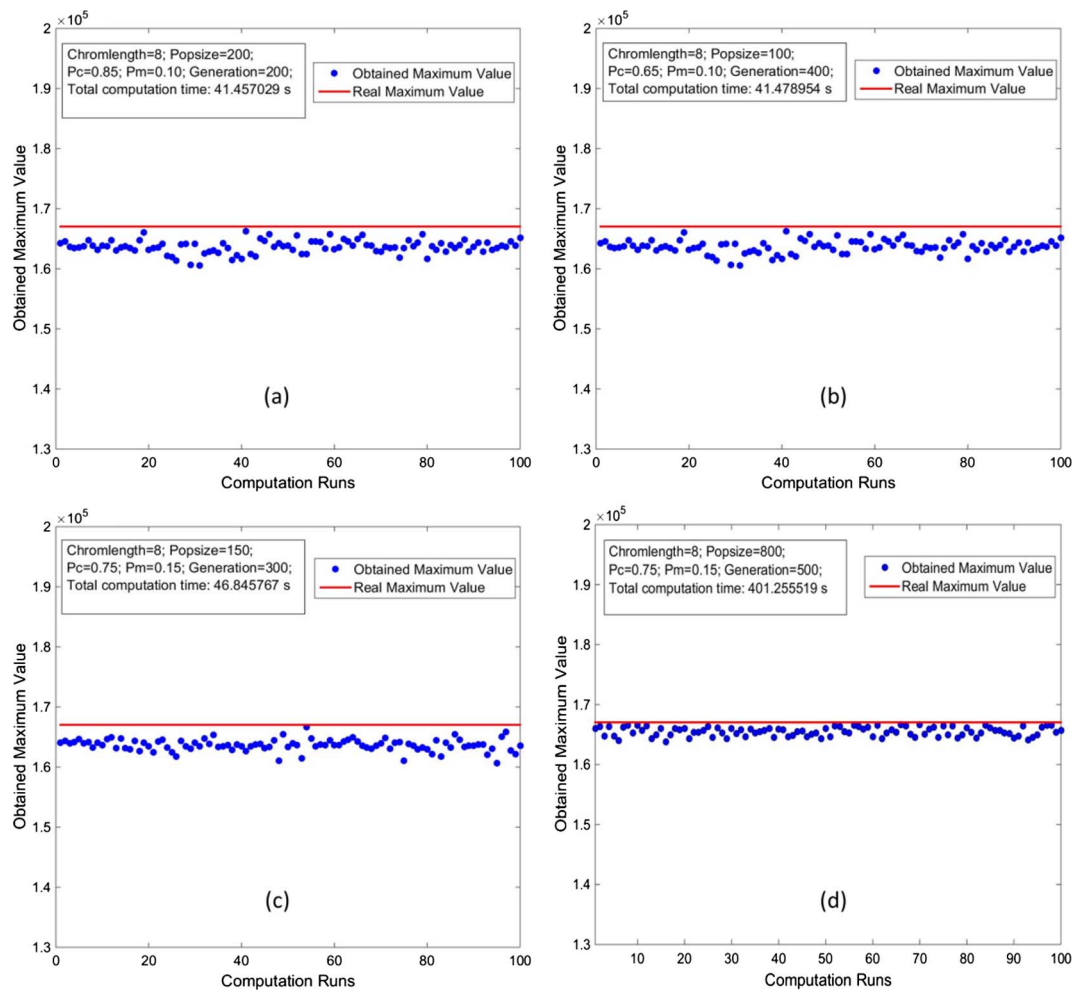 × 10⁵
2
1.9
1.8
1.7
1.6
1.5
1.4
1.3
Obtained Maximum Value
Chromlength=8; Popsize=200;
Pc=0.85; Pm=0.10; Generation=200;
Total computation time: 41.457029 s
Obtained Maximum Value
Real Maximum Value
(a)
0 20 40 60 80 100
Computation Runs
× 10⁵
2
1.9
1.8
1.7
1.6
1.5
1.4
1.3
Obtained Maximum Value
Chromlength=8; Popsize=100;
Pc=0.65; Pm=0.10; Generation=400;
Total computation time: 41.478954 s
Obtained Maximum Value
Real Maximum Value
(b)
0 20 40 60 80 100
Computation Runs
× 10⁵
2
1.9
1.8
1.7
1.6
1.5
1.4
1.3
Obtained Maximum Value
Chromlength=8; Popsize=150;
Pc=0.75; Pm=0.15; Generation=300;
Total computation time: 46.845767 s
Obtained Maximum Value
Real Maximum Value
(c)
0 20 40 60 80 100
Computation Runs
× 10⁵
2
1.9
1.8
1.7
1.6
1.5
1.4
1.3
Obtained Maximum Value
Chromlength=8; Popsize=800;
Pc=0.75; Pm=0.15; Generation=500;
Total computation time: 401.255519 s
Obtained Maximum Value
Real Maximum Value
(d)
10 20 30 40 50 60 70 80 90 100
Computation Runs